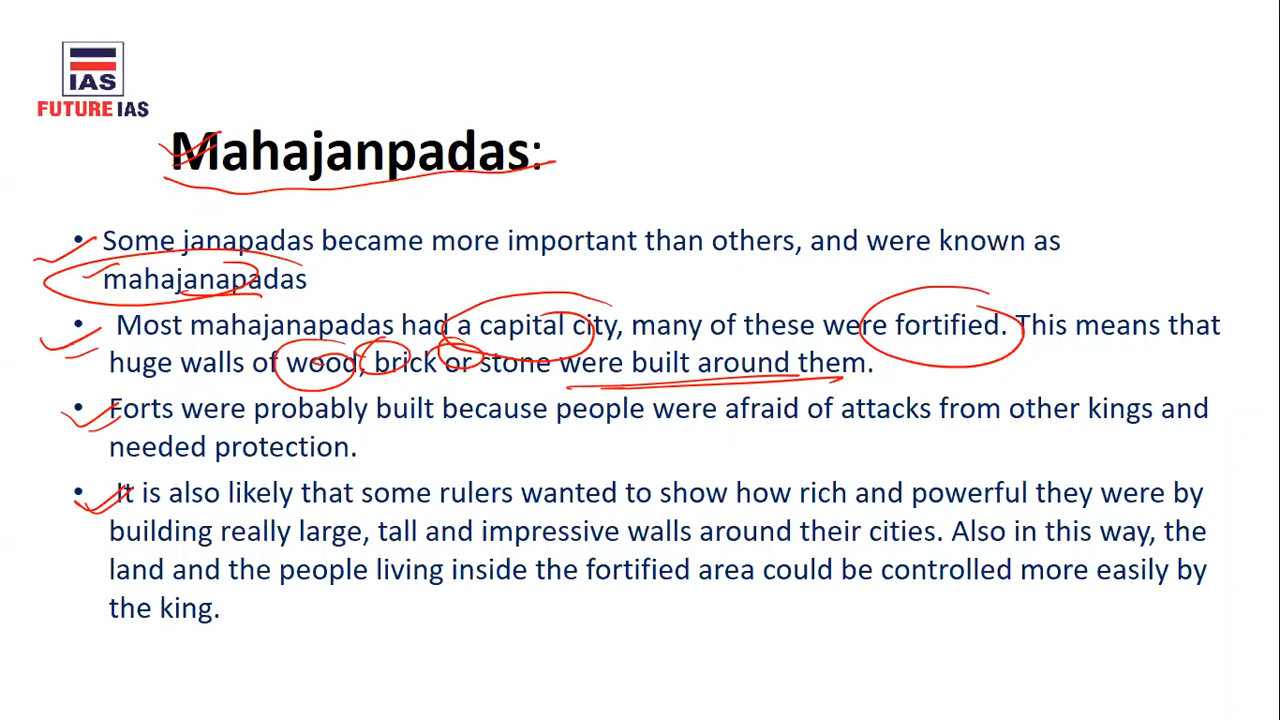 IAS
FUTURE IAS
Mahajanpadas:
• Some janapadas became more important than others, and were known as
mahajanapadas
• Most mahajanapadas had a capital city, many of these were fortified. This means that
huge walls of wood, brick or stone were built around them.
• Forts were probably built because people were afraid of attacks from other kings and
needed protection.
• It is also likely that some rulers wanted to show how rich and powerful they were by
building really large, tall and impressive walls around their cities. Also in this way, the
land and the people living inside the fortified area could be controlled more easily by
the king.